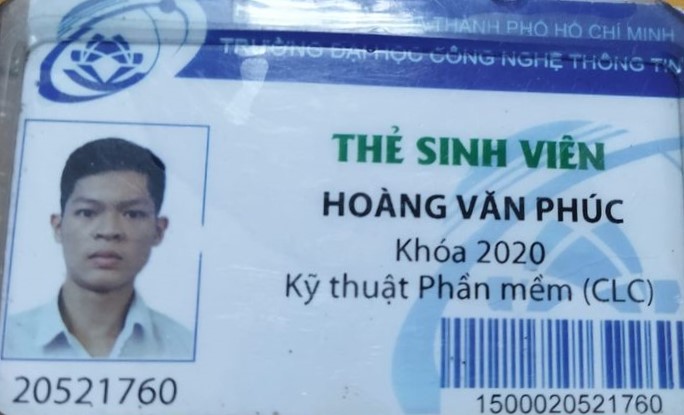 THÀNH PHỐ HỒ CHÍ MINH
TRƯỜNG ĐẠI HỌC CÔNG NGHỆ THÔNG TIN
THẺ SINH VIÊN
HOÀNG VĂN PHÚC
Khóa 2020
Kỹ thuật Phần mềm (CLC)
20521760
1500020521760